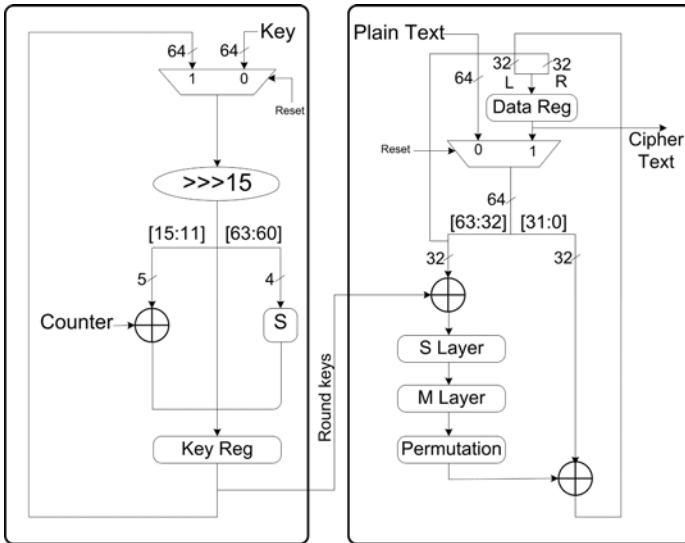 Key
64
64
1
0
Reset
>>>15
[15:11]
[63:60]
5
4
Counter
S
Key Reg
Round keys
Plain Text
32
32
L
R
64
Data Reg
Cipher
Text
Reset
0
1
64
[63:32]
[31:0]
32
32
S Layer
M Layer
Permutation